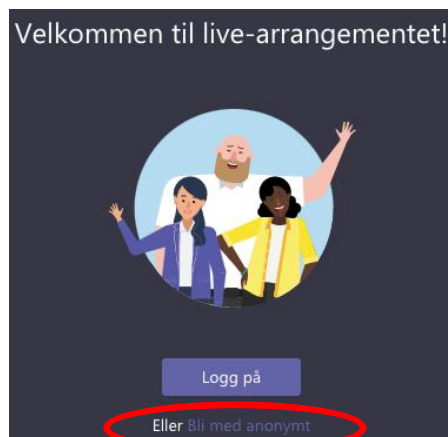 Velkommen til live-arrangementet!
Logg på
Eller Bli med anonymt